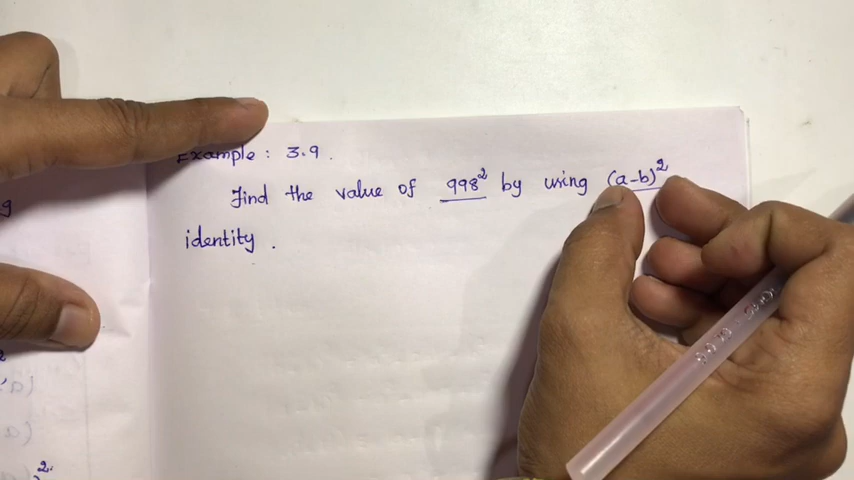 Example : 3.9.
Find the value of 998² by using (a-b)²
identity.